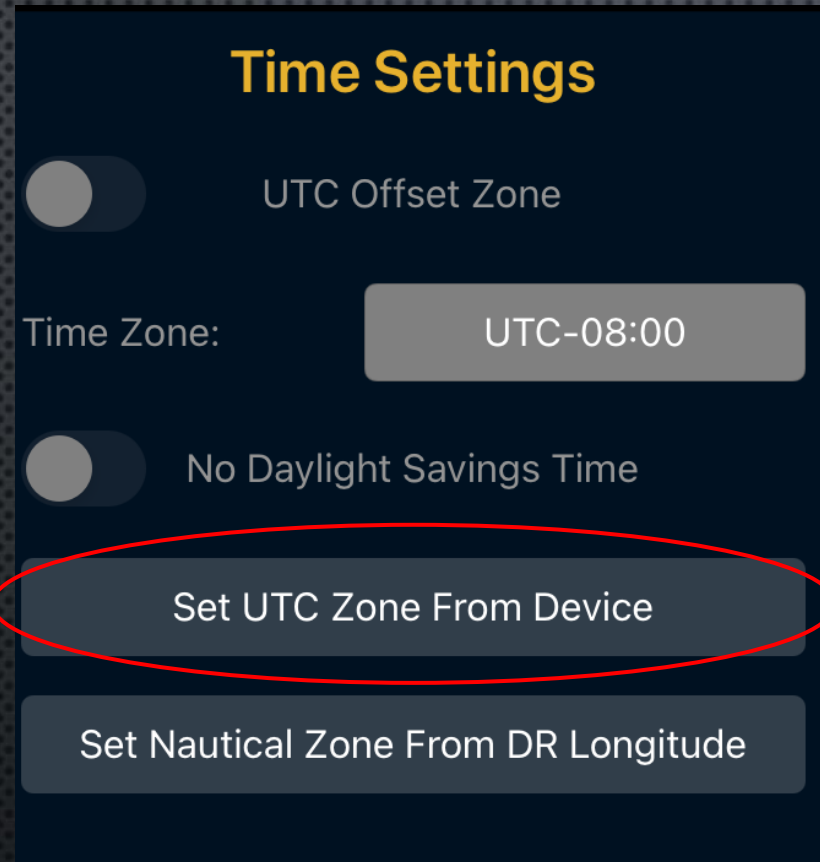 Time Settings
UTC Offset Zone
Time Zone:
UTC-08:00
No Daylight Savings Time
Set UTC Zone From Device
Set Nautical Zone From DR Longitude